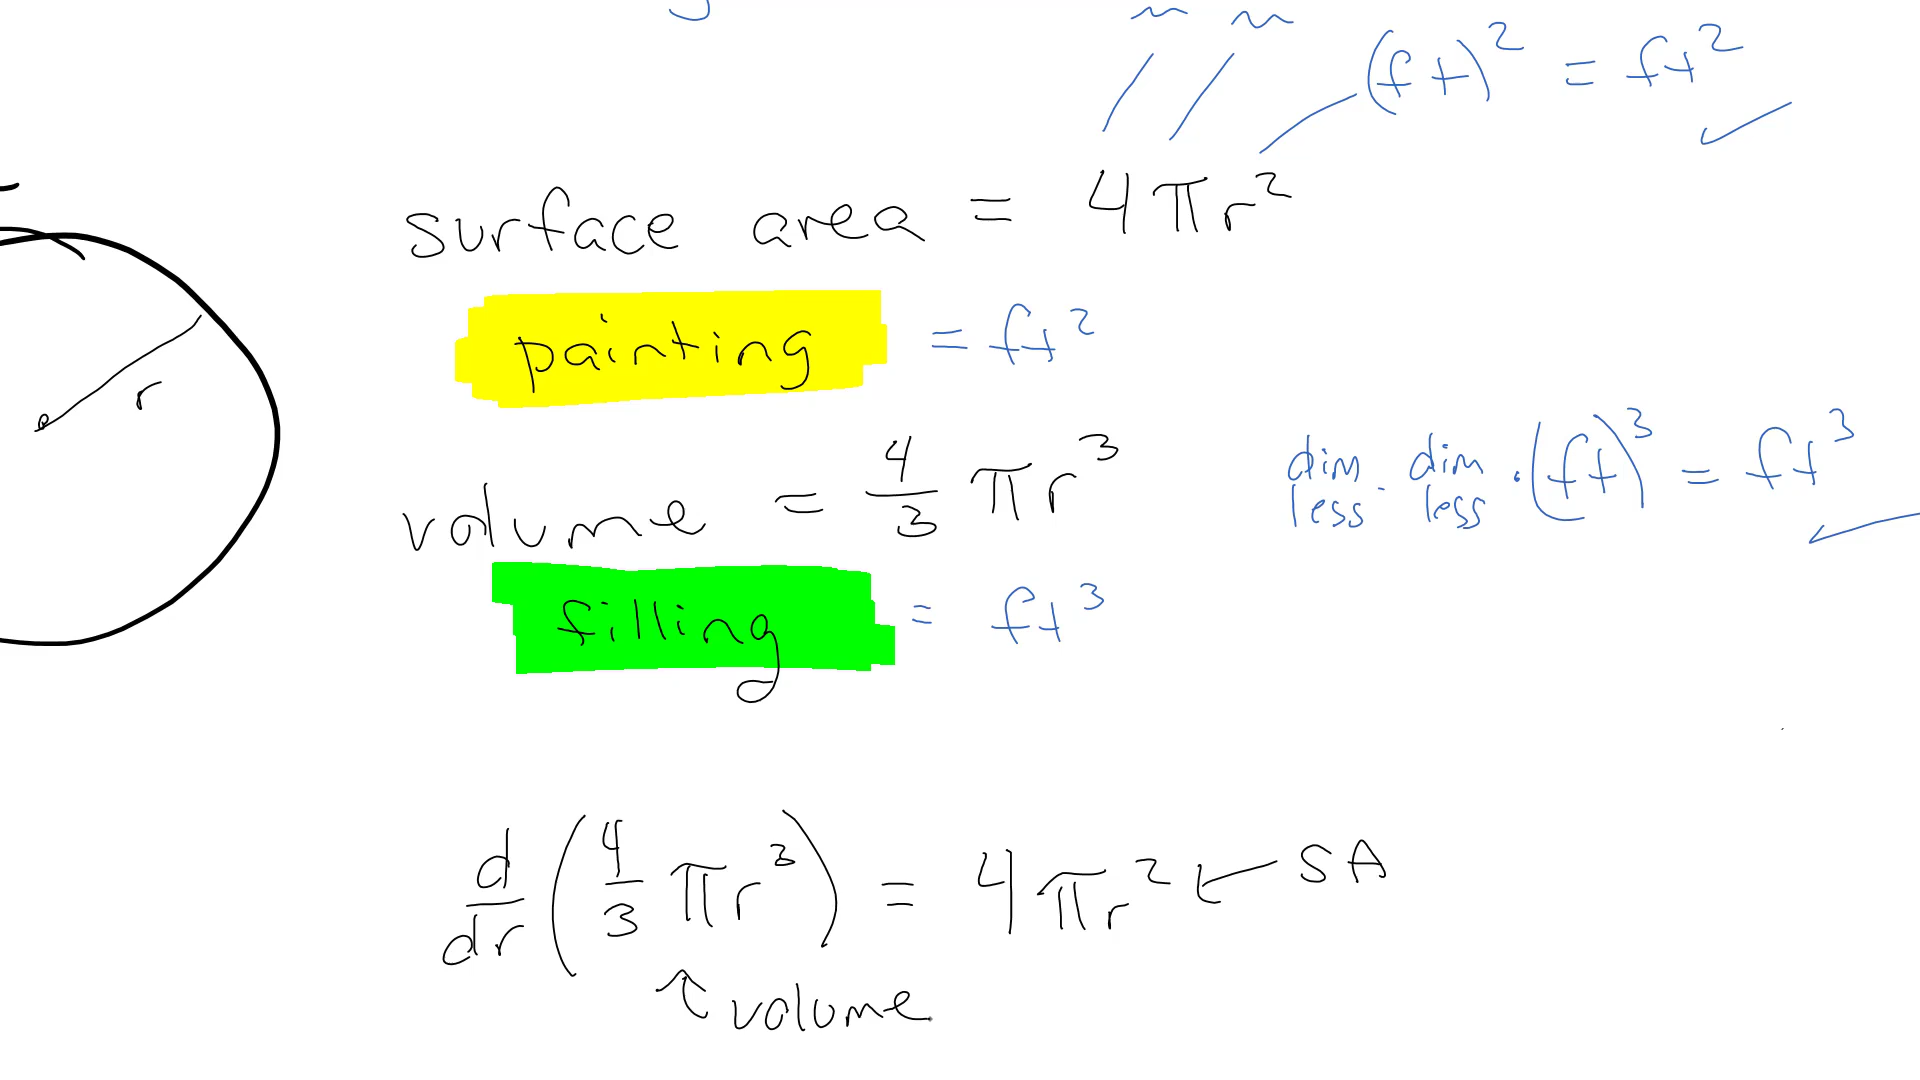 (ft)² = ft²
surface area = 4πr²
painting = ft²
r
volume = 4/3 πr³
dim less · dim less · (ft)³ = ft³
filling = ft³
d/dr (4/3 πr³) = 4πr² ← SA
↑ volume